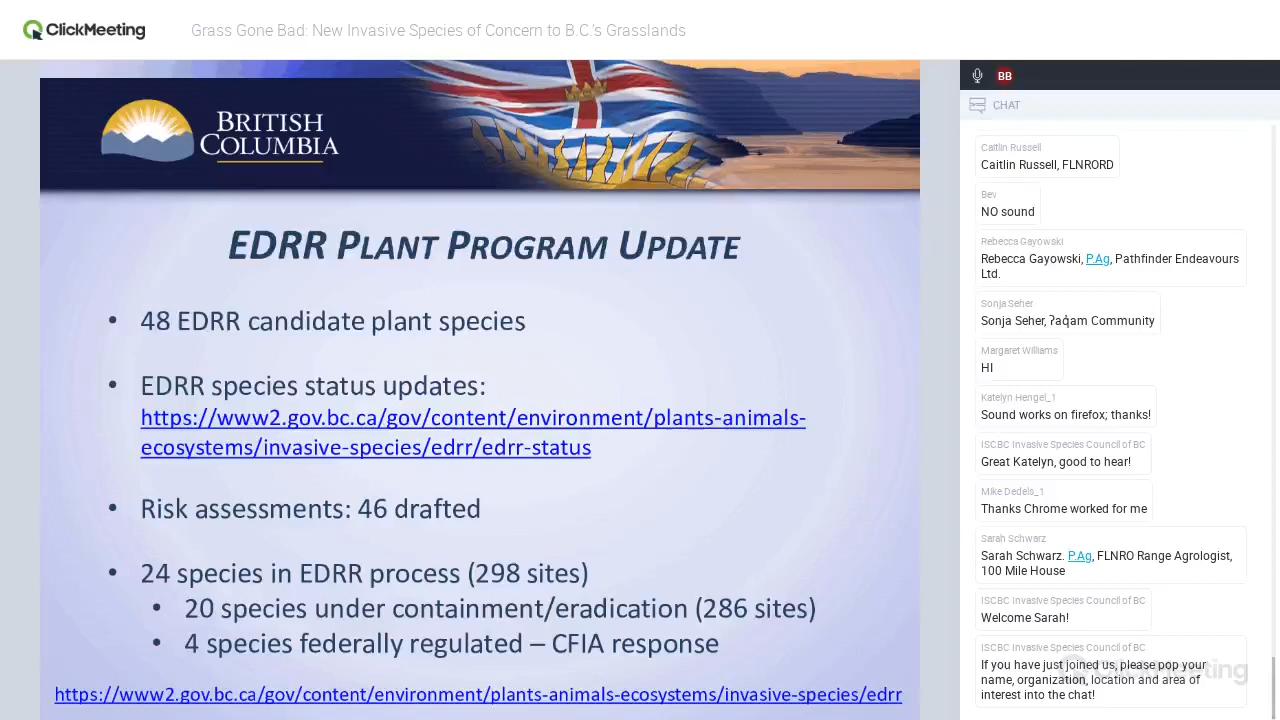 ClickMeeting
Grass Gone Bad: New Invasive Species of Concern to B.C.'s Grasslands
BRITISH
COLUMBIA
EDRR PLANT PROGRAM UPDATE
• 48 EDRR candidate plant species
• EDRR species status updates:
https://www2.gov.bc.ca/gov/content/environment/plants-animals-
ecosystems/invasive-species/edrr/edrr-status
• Risk assessments: 46 drafted
• 24 species in EDRR process (298 sites)
• 20 species under containment/eradication (286 sites)
• 4 species federally regulated – CFIA response
https://www2.gov.bc.ca/gov/content/environment/plants-animals-ecosystems/invasive-species/edrr
BB
CHAT
Caitlin Russell
Caitlin Russell, FLNRORD
Bev
NO sound
Rebecca Gayowski
Rebecca Gayowski, P.Ag, Pathfinder Endeavours
Ltd.
Sonja Seher
Sonja Seher, ʔaq̓am Community
Margaret Williams
HI
Katelyn Hengel_1
Sound works on firefox; thanks!
ISCBC Invasive Species Council of BC
Great Katelyn, good to hear!
Mike Dedels_1
Thanks Chrome worked for me
Sarah Schwarz
Sarah Schwarz. P.Ag, FLNRO Range Agrologist,
100 Mile House
ISCBC Invasive Species Council of BC
Welcome Sarah!
ISCBC Invasive Species Council of BC
If you have just joined us, please pop your
name, organization, location and area of
interest into the chat!
ClickMeeting